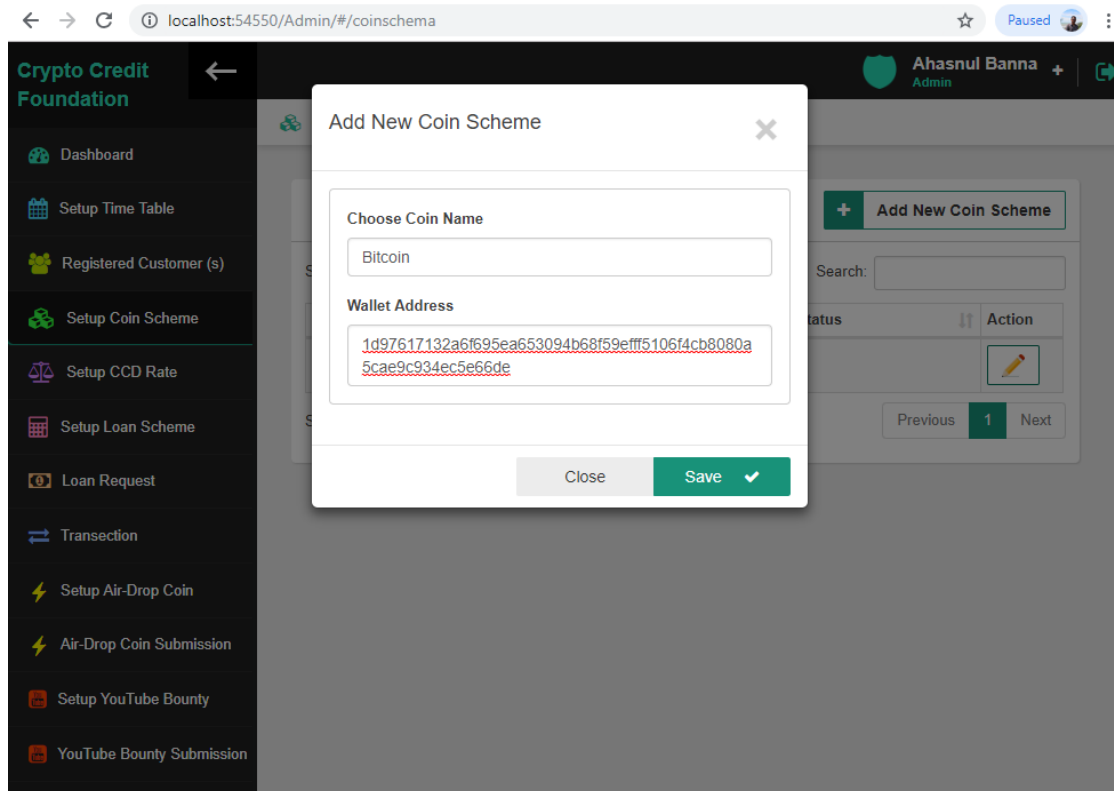 localhost:54550/Admin/#/coinschema
Paused
Crypto Credit
Foundation
Ahasnul Banna
Admin
Dashboard
Setup Time Table
Registered Customer (s)
Setup Coin Scheme
Setup CCD Rate
Setup Loan Scheme
Loan Request
Transection
Setup Air-Drop Coin
Air-Drop Coin Submission
Setup YouTube Bounty
YouTube Bounty Submission
Add New Coin Scheme
Choose Coin Name
Bitcoin
Wallet Address
1d97617132a6f695ea653094b68f59efff5106f4cb8080a
5cae9c934ec5e66de
Close
Save
Add New Coin Scheme
Search:
tatus
Action
Previous 1 Next